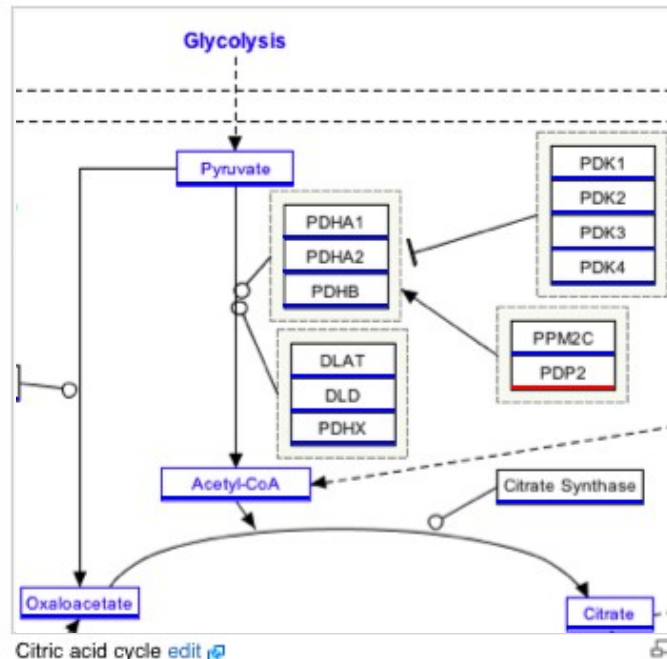 Glycolysis
Pyruvate
PDK1
PDK2
PDK3
PDK4
PDHA1
PDHA2
PDHB
PPM2C
PDP2
DLAT
DLD
PDHX
Acetyl-CoA
Citrate Synthase
Oxaloacetate
Citrate
Citric acid cycle edit